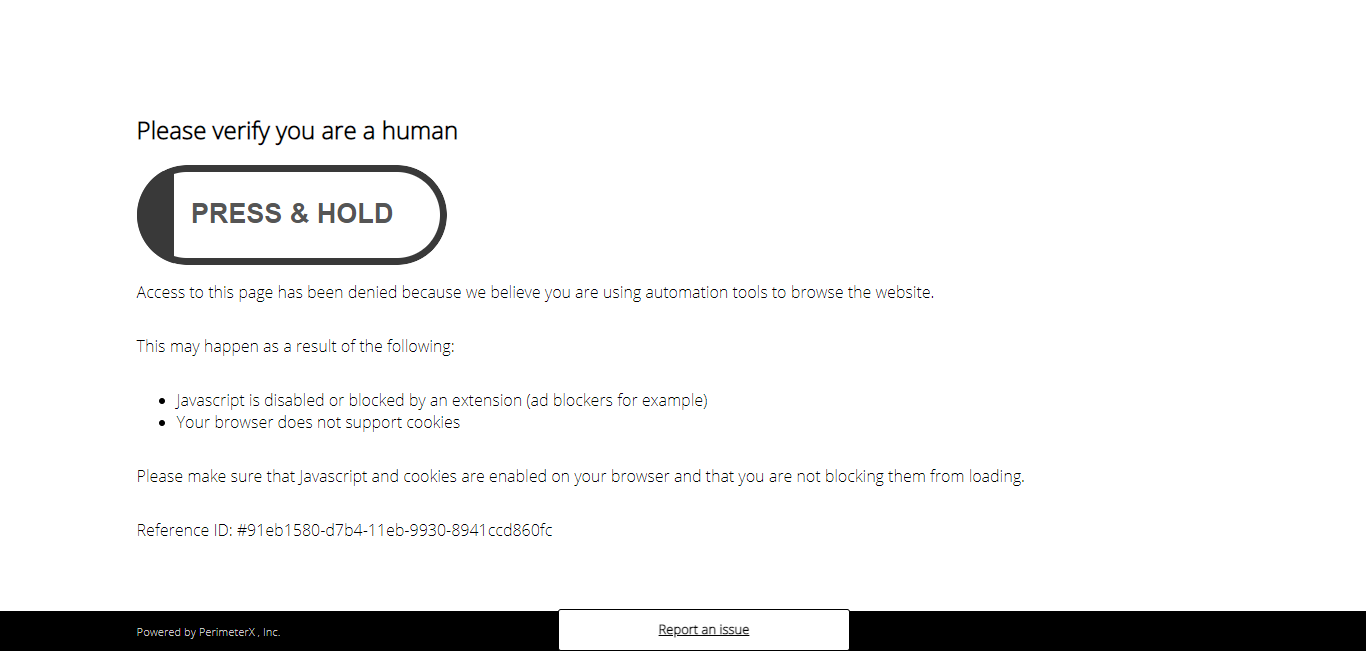 Please verify you are a human
PRESS & HOLD
Access to this page has been denied because we believe you are using automation tools to browse the website.
This may happen as a result of the following:
Javascript is disabled or blocked by an extension (ad blockers for example)
Your browser does not support cookies
Please make sure that Javascript and cookies are enabled on your browser and that you are not blocking them from loading.
Reference ID: #91eb1580-d7b4-11eb-9930-8941ccd860fc
Powered by PerimeterX , Inc.
Report an issue